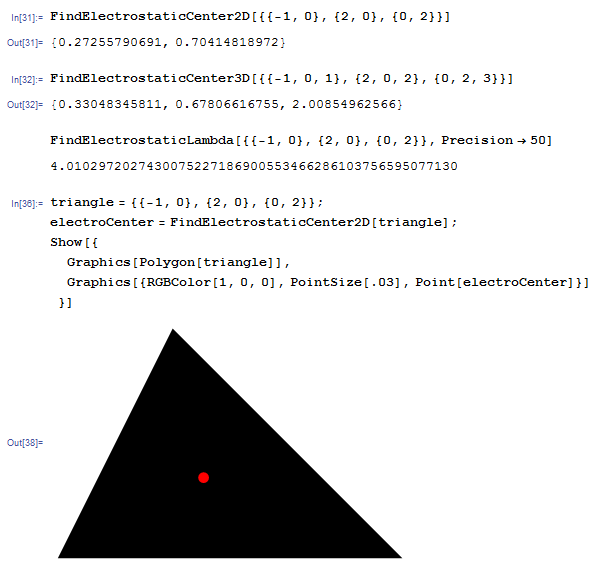 In[31]:= FindElectrostaticCenter2D[{{-1, 0}, {2, 0}, {0, 2}}]
Out[31]= {0.27255790691, 0.70414818972}
In[32]:= FindElectrostaticCenter3D[{{-1, 0, 1}, {2, 0, 2}, {0, 2, 3}}]
Out[32]= {0.33048345811, 0.67806616755, 2.00854962566}
FindElectrostaticLambda[{{-1, 0}, {2, 0}, {0, 2}}, Precision → 50]
4.0102972027430075227186900553466286103756595077130
In[36]:= triangle = {{-1, 0}, {2, 0}, {0, 2}};
electroCenter = FindElectrostaticCenter2D[triangle];
Show[{
Graphics[Polygon[triangle]],
Graphics[{RGBColor[1, 0, 0], PointSize[.03], Point[electroCenter]}]
}]
Out[38]=